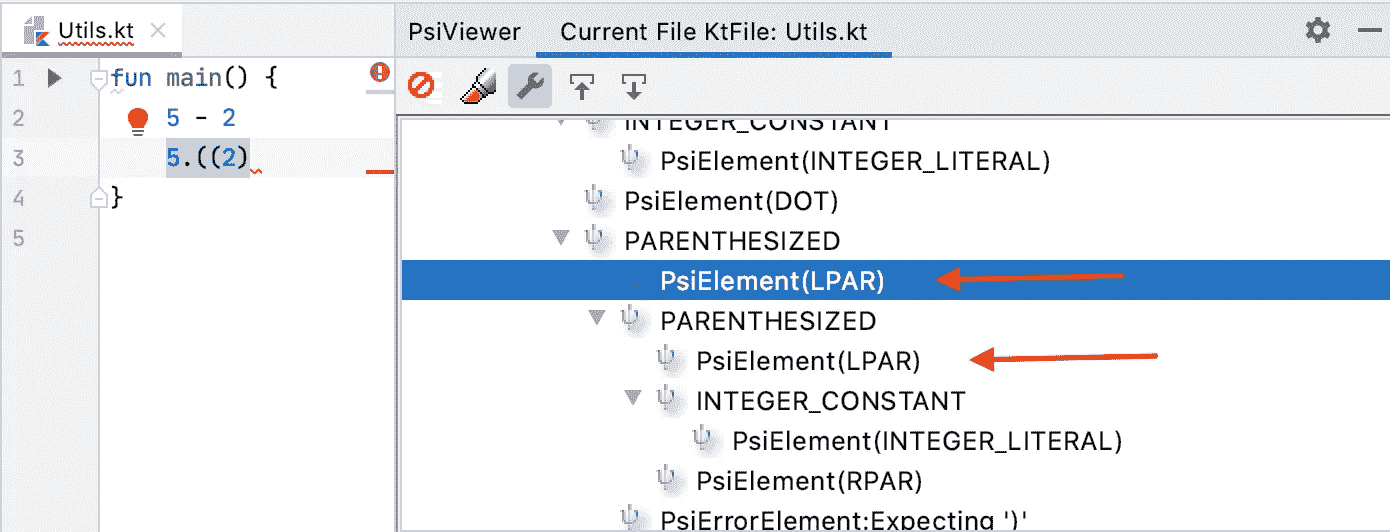 Utils.kt
PsiViewer
Current File KtFile: Utils.kt
1 fun main() {
2 5 - 2
3 5.((2)
4 }
5
INTEGER_CONSTANT
PsiElement(INTEGER_LITERAL)
PsiElement(DOT)
PARENTHESIZED
PsiElement(LPAR)
PARENTHESIZED
PsiElement(LPAR)
INTEGER_CONSTANT
PsiElement(INTEGER_LITERAL)
PsiElement(RPAR)
PsiErrorElement:Expecting ')'